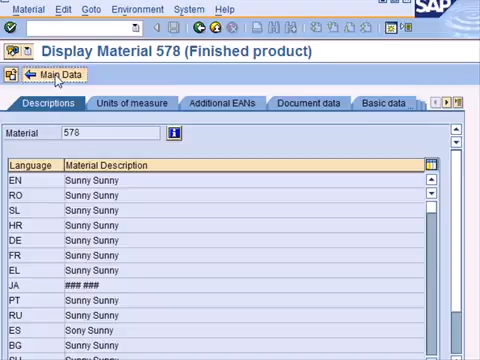 Material Edit Goto Environment System Help
SAP
Display Material 578 (Finished product)
Main Data
Descriptions Units of measure Additional EANs Document data Basic data
Material 578
Language Material Description
EN Sunny Sunny
RO Sunny Sunny
SL Sunny Sunny
HR Sunny Sunny
DE Sunny Sunny
FR Sunny Sunny
EL Sunny Sunny
JA ### ###
PT Sunny Sunny
RU Sunny Sunny
ES Sony Sunny
BG Sunny Sunny
Sunny Sunny